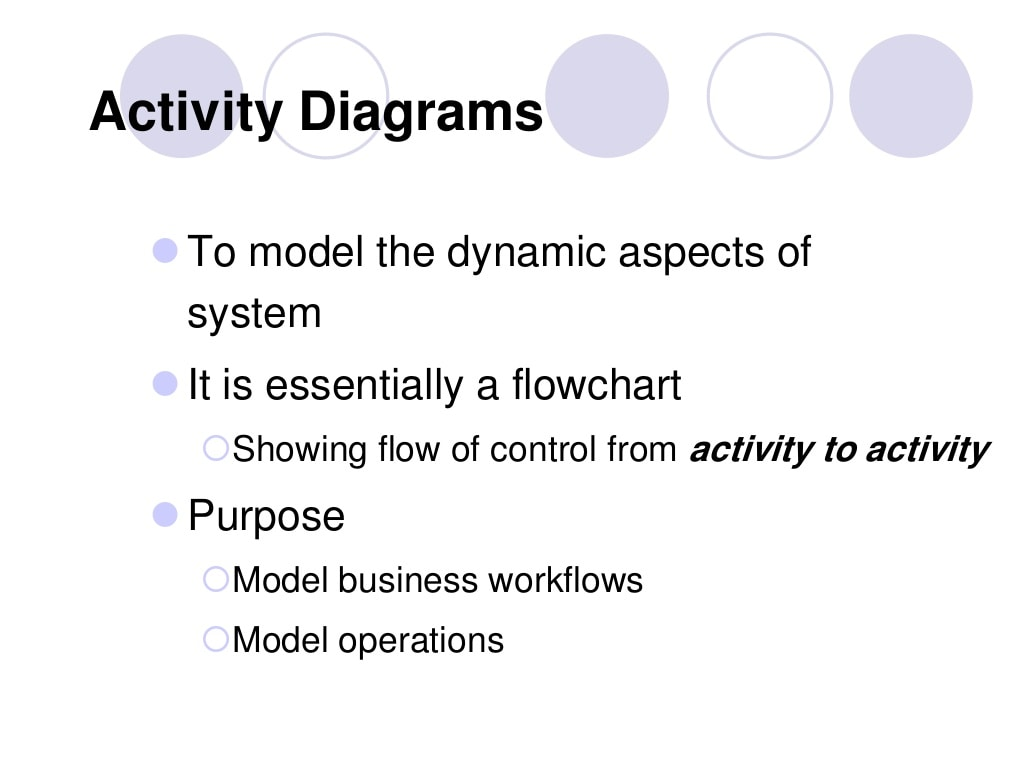 Activity Diagrams
To model the dynamic aspects of
system
It is essentially a flowchart
Showing flow of control from activity to activity
Purpose
Model business workflows
Model operations